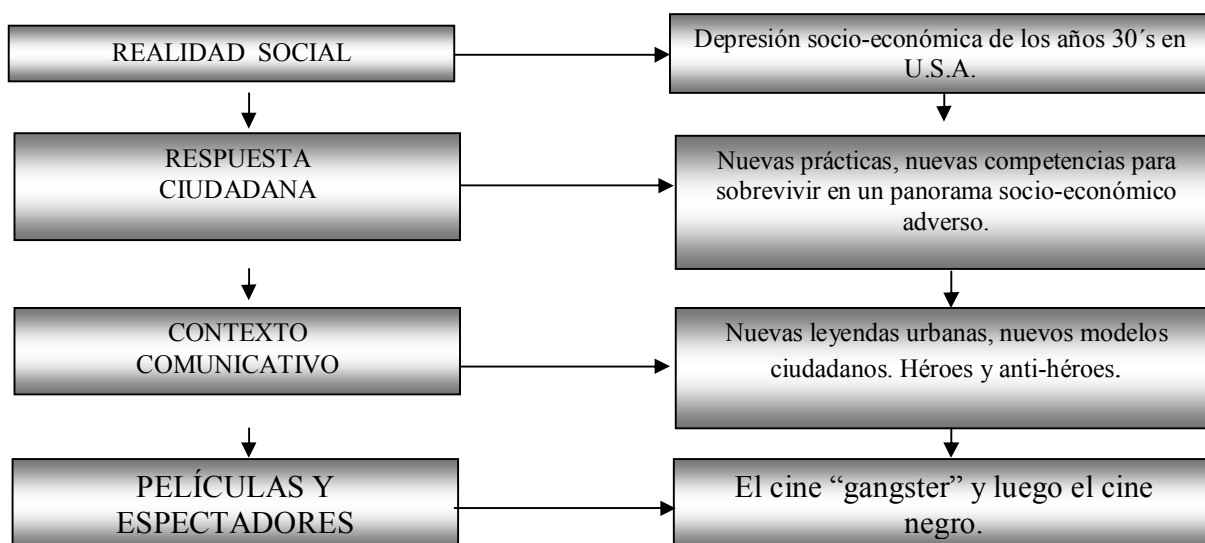 REALIDAD SOCIAL
Depresión socio-económica de los años 30´s en
U.S.A.
RESPUESTA
CIUDADANA
Nuevas prácticas, nuevas competencias para
sobrevivir en un panorama socio-económico
adverso.
CONTEXTO
COMUNICATIVO
Nuevas leyendas urbanas, nuevos modelos
ciudadanos. Héroes y anti-héroes.
PELÍCULAS Y
ESPECTADORES
El cine “gangster” y luego el cine
negro.